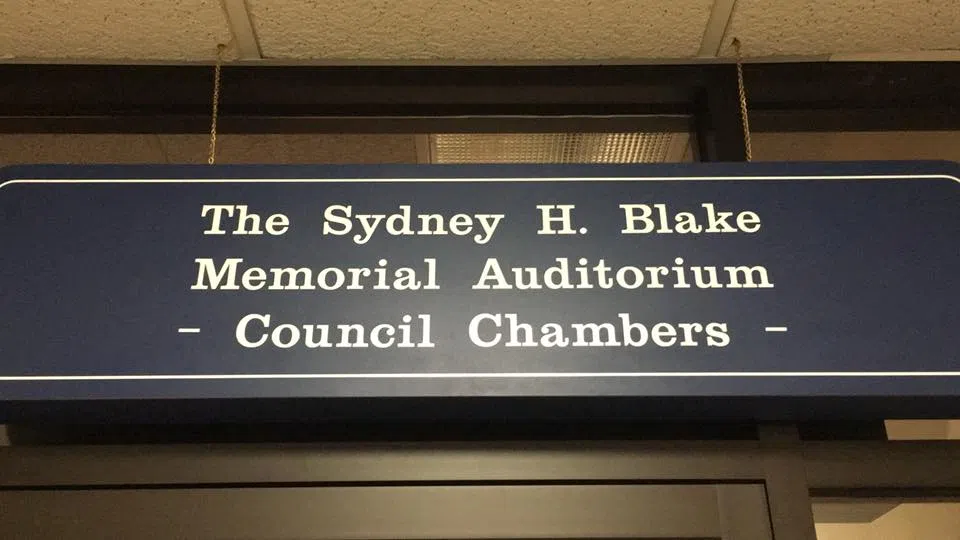 The Sydney H. Blake
Memorial Auditorium
- Council Chambers -